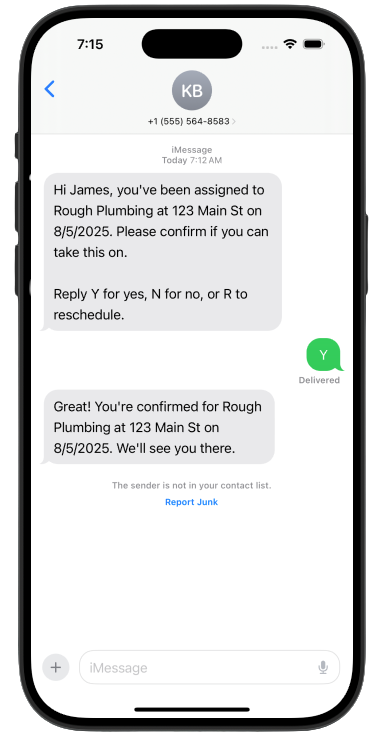 7:15
KB
+1 (555) 564-8583
iMessage
Today 7:12 AM
Hi James, you've been assigned to
Rough Plumbing at 123 Main St on
8/5/2025. Please confirm if you can
take this on.
Reply Y for yes, N for no, or R to
reschedule.
Y
Delivered
Great! You're confirmed for Rough
Plumbing at 123 Main St on
8/5/2025. We'll see you there.
The sender is not in your contact list.
Report Junk
iMessage